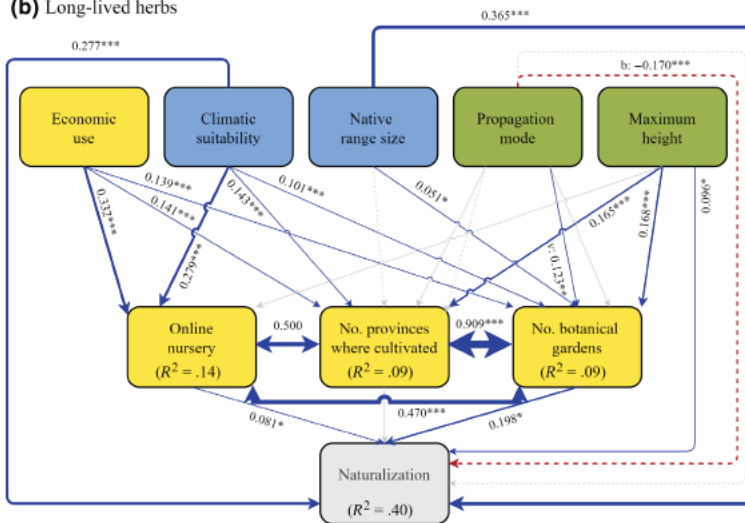 (b) Long-lived herbs
0.365***
0.277***
b: −0.170***
Economic
use
Climatic
suitability
Native
range size
Propagation
mode
Maximum
height
0.139***
0.332***
0.141***
0.279***
0.143***
0.101***
0.051*
v: 0.123**
0.165***
0.168***
0.096*
Online
nursery
(R² = .14)
0.500
No. provinces
where cultivated
(R² = .09)
0.909***
No. botanical
gardens
(R² = .09)
0.081*
0.470***
0.198*
Naturalization
(R² = .40)